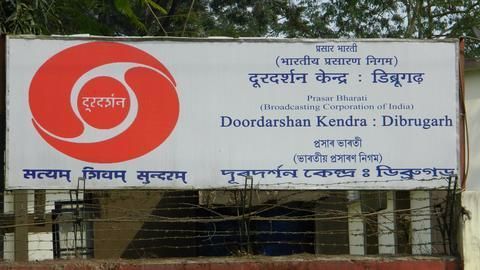 दूरदर्शन
सत्यम् शिवम् सुन्दरम्
प्रसार भारती
(भारतीय प्रसारण निगम)
दूरदर्शन केन्द्र : डिब्रूगढ़
Prasar Bharati
(Broadcasting Corporation of India)
Doordarshan Kendra : Dibrugarh
প্ৰসাৰ ভাৰতী
(ভাৰতীয় প্ৰসাৰণ নিগম)
দূৰদৰ্শন কেন্দ্ৰ ঃ ডিব্ৰুগড়